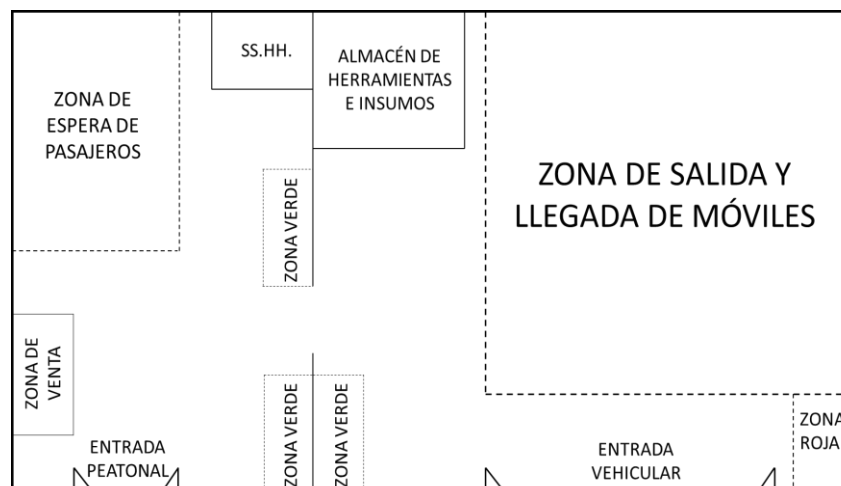 SS.HH.
ALMACÉN DE
HERRAMIENTAS
E INSUMOS
ZONA DE
ESPERA DE
PASAJEROS
ZONA DE SALIDA Y
LLEGADA DE MÓVILES
ZONA VERDE
ZONA DE
VENTA
ZONA VERDE
ZONA VERDE
ZONA
ROJA
ENTRADA
PEATONAL
ENTRADA
VEHICULAR